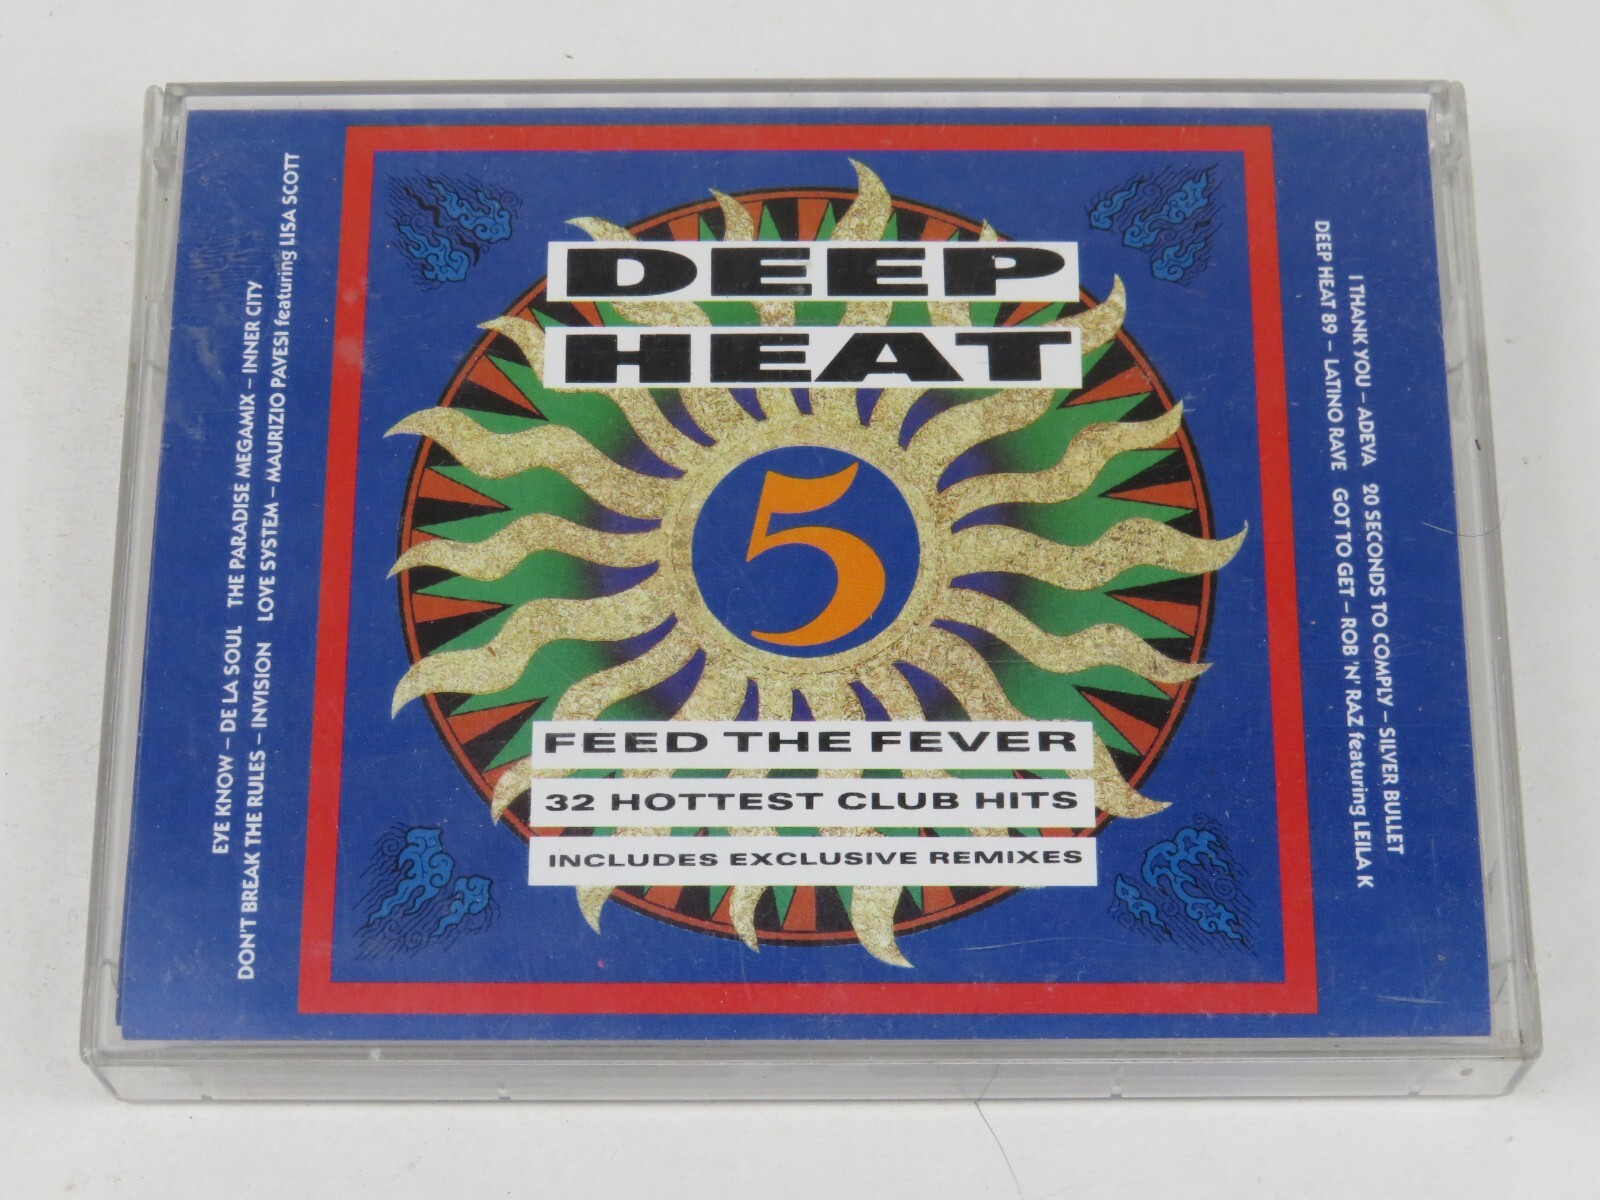 DEEP
HEAT
5
FEED THE FEVER
32 HOTTEST CLUB HITS
INCLUDES EXCLUSIVE REMIXES
EYE KNOW – DE LA SOUL THE PARADISE MEGAMIX – INNER CITY
DON'T BREAK THE RULES – INVISION LOVE SYSTEM – MAURIZIO PAVESI featuring LISA SCOTT
I THANK YOU – ADEVA 20 SECONDS TO COMPLY – SILVER BULLET
DEEP HEAT 89 – LATINO RAVE GOT TO GET – ROB 'N' RAZ featuring LEILA K